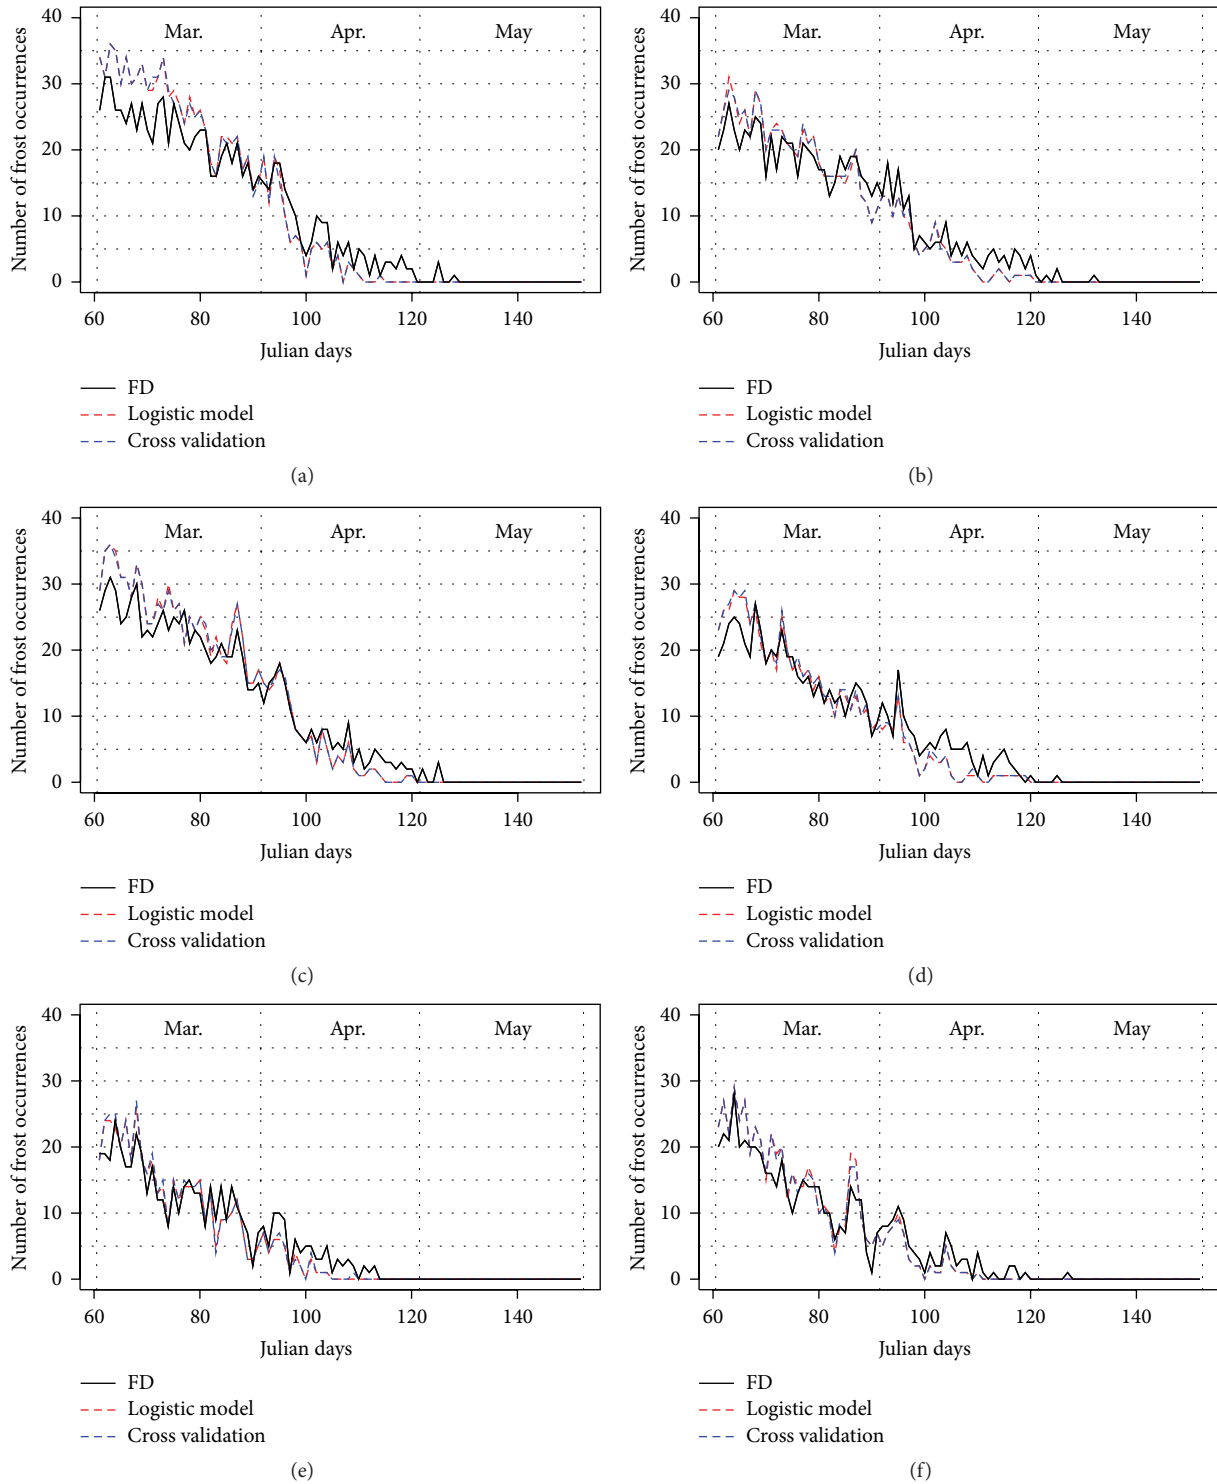 Number of frost occurrences
40
30
20
10
0
Mar.
Apr.
May
60
80
100
120
140
Julian days
FD
Logistic model
Cross validation
(a)
Number of frost occurrences
40
30
20
10
0
Mar.
Apr.
May
60
80
100
120
140
Julian days
FD
Logistic model
Cross validation
(b)
Number of frost occurrences
40
30
20
10
0
Mar.
Apr.
May
60
80
100
120
140
Julian days
FD
Logistic model
Cross validation
(c)
Number of frost occurrences
40
30
20
10
0
Mar.
Apr.
May
60
80
100
120
140
Julian days
FD
Logistic model
Cross validation
(d)
Number of frost occurrences
40
30
20
10
0
Mar.
Apr.
May
60
80
100
120
140
Julian days
FD
Logistic model
Cross validation
(e)
Number of frost occurrences
40
30
20
10
0
Mar.
Apr.
May
60
80
100
120
140
Julian days
FD
Logistic model
Cross validation
(f)